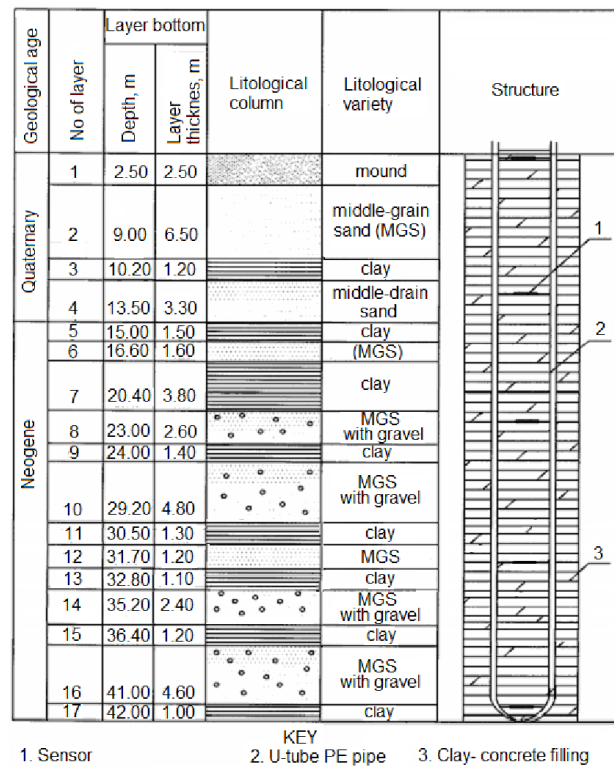 Geological age
No of layer
Layer bottom
Depth, m
Layer
thicknes, m
Litological
column
Litological
variety
Structure
Quaternary
1 2.50 2.50 mound
2 9.00 6.50 middle-grain
sand (MGS)
3 10.20 1.20 clay
4 13.50 3.30 middle-drain
sand
Neogene
5 15.00 1.50 clay
6 16.60 1.60 (MGS)
7 20.40 3.80 clay
8 23.00 2.60 MGS
with gravel
9 24.00 1.40 clay
10 29.20 4.80 MGS
with gravel
11 30.50 1.30 clay
12 31.70 1.20 MGS
13 32.80 1.10 clay
14 35.20 2.40 MGS
with gravel
15 36.40 1.20 clay
16 41.00 4.60 MGS
with gravel
17 42.00 1.00 clay
1
2
3
KEY
1. Sensor 2. U-tube PE pipe 3. Clay- concrete filling